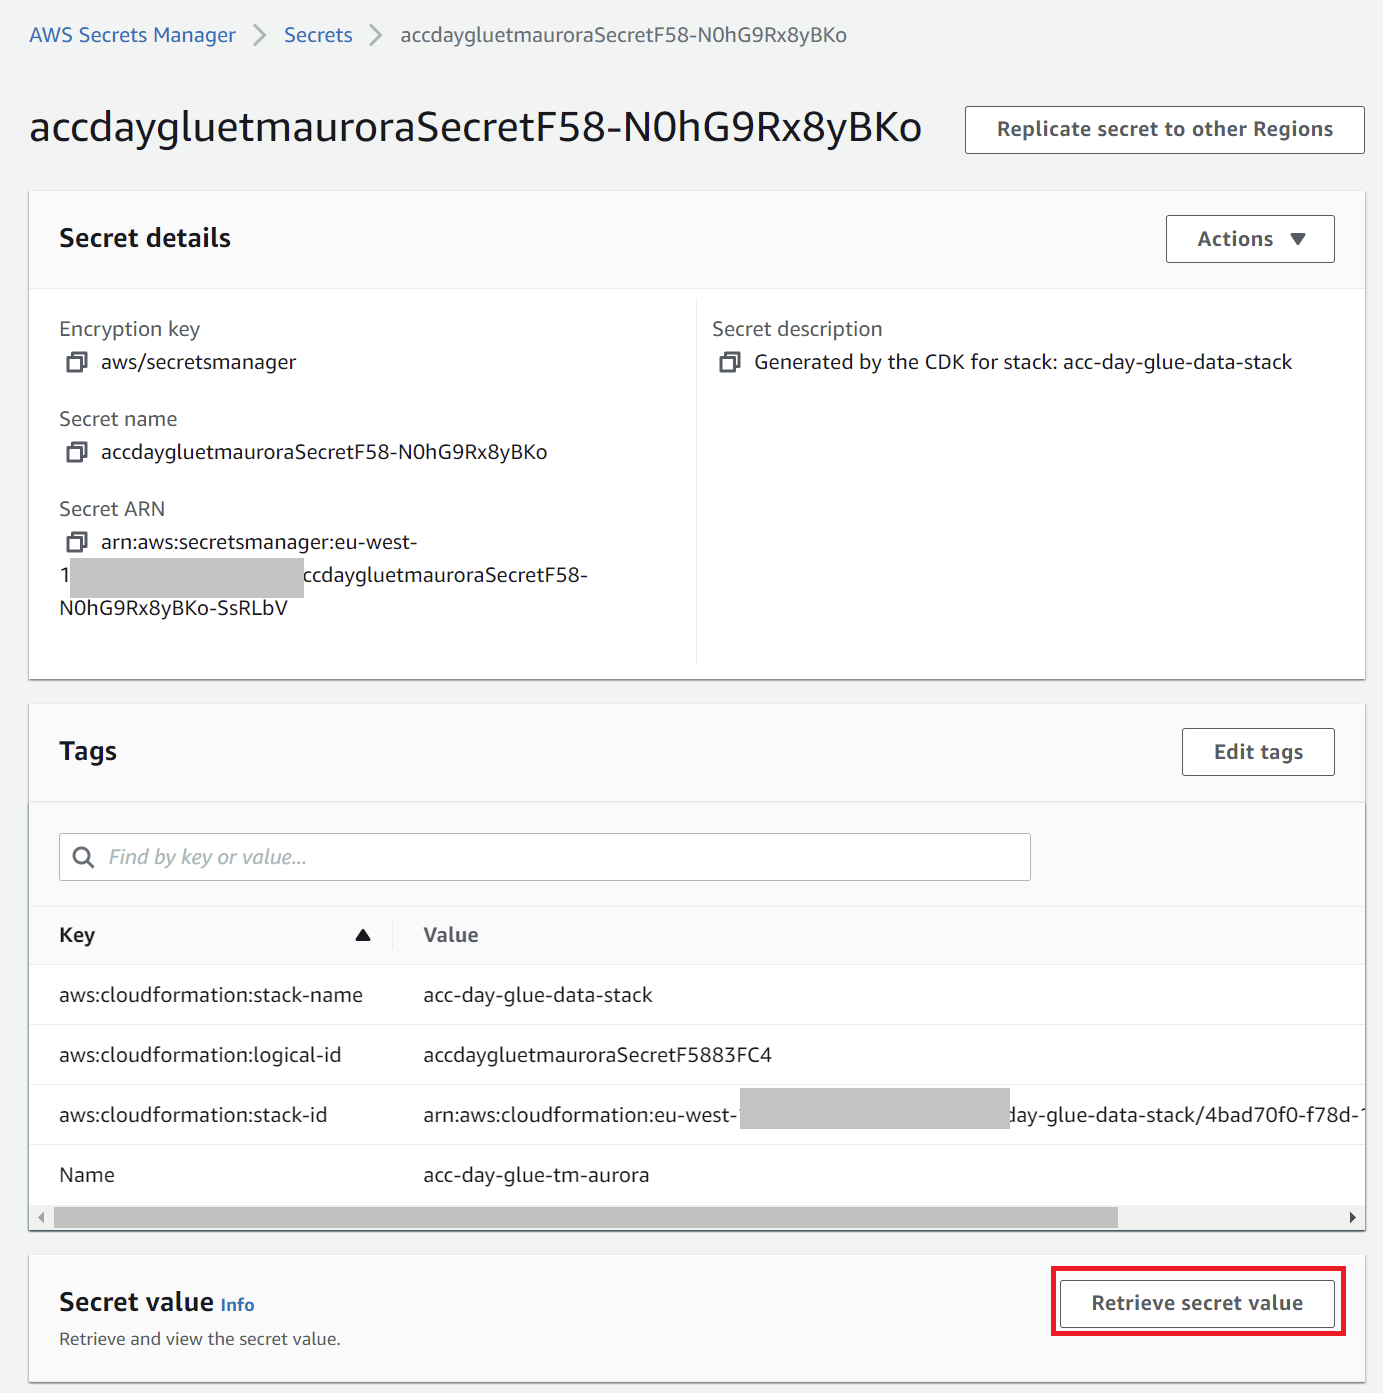 AWS Secrets Manager > Secrets > accdaygluetmauroraSecretF58-N0hG9Rx8yBKo
accdaygluetmauroraSecretF58-N0hG9Rx8yBKo
Replicate secret to other Regions
Secret details
Actions
Encryption key
aws/secretsmanager
Secret description
Generated by the CDK for stack: acc-day-glue-data-stack
Secret name
accdaygluetmauroraSecretF58-N0hG9Rx8yBKo
Secret ARN
arn:aws:secretsmanager:eu-west-
1 ccdaygluetmauroraSecretF58-
N0hG9Rx8yBKo-SsRLbV
Tags
Edit tags
Find by key or value...
Key Value
aws:cloudformation:stack-name acc-day-glue-data-stack
aws:cloudformation:logical-id accdaygluetmauroraSecretF5883FC4
aws:cloudformation:stack-id arn:aws:cloudformation:eu-west- day-glue-data-stack/4bad70f0-f78d-
Name acc-day-glue-tm-aurora
Secret value Info
Retrieve secret value
Retrieve and view the secret value.